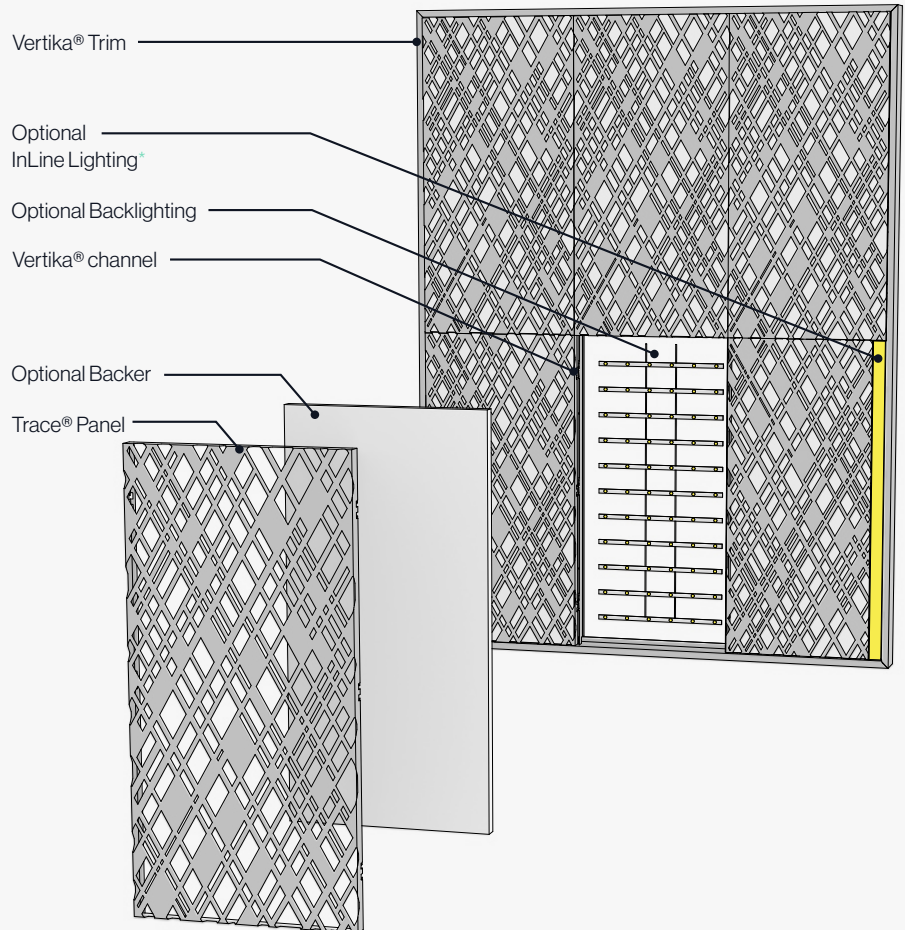 Vertika® Trim
Optional
InLine Lighting*
Optional Backlighting
Vertika® channel
Optional Backer
Trace® Panel